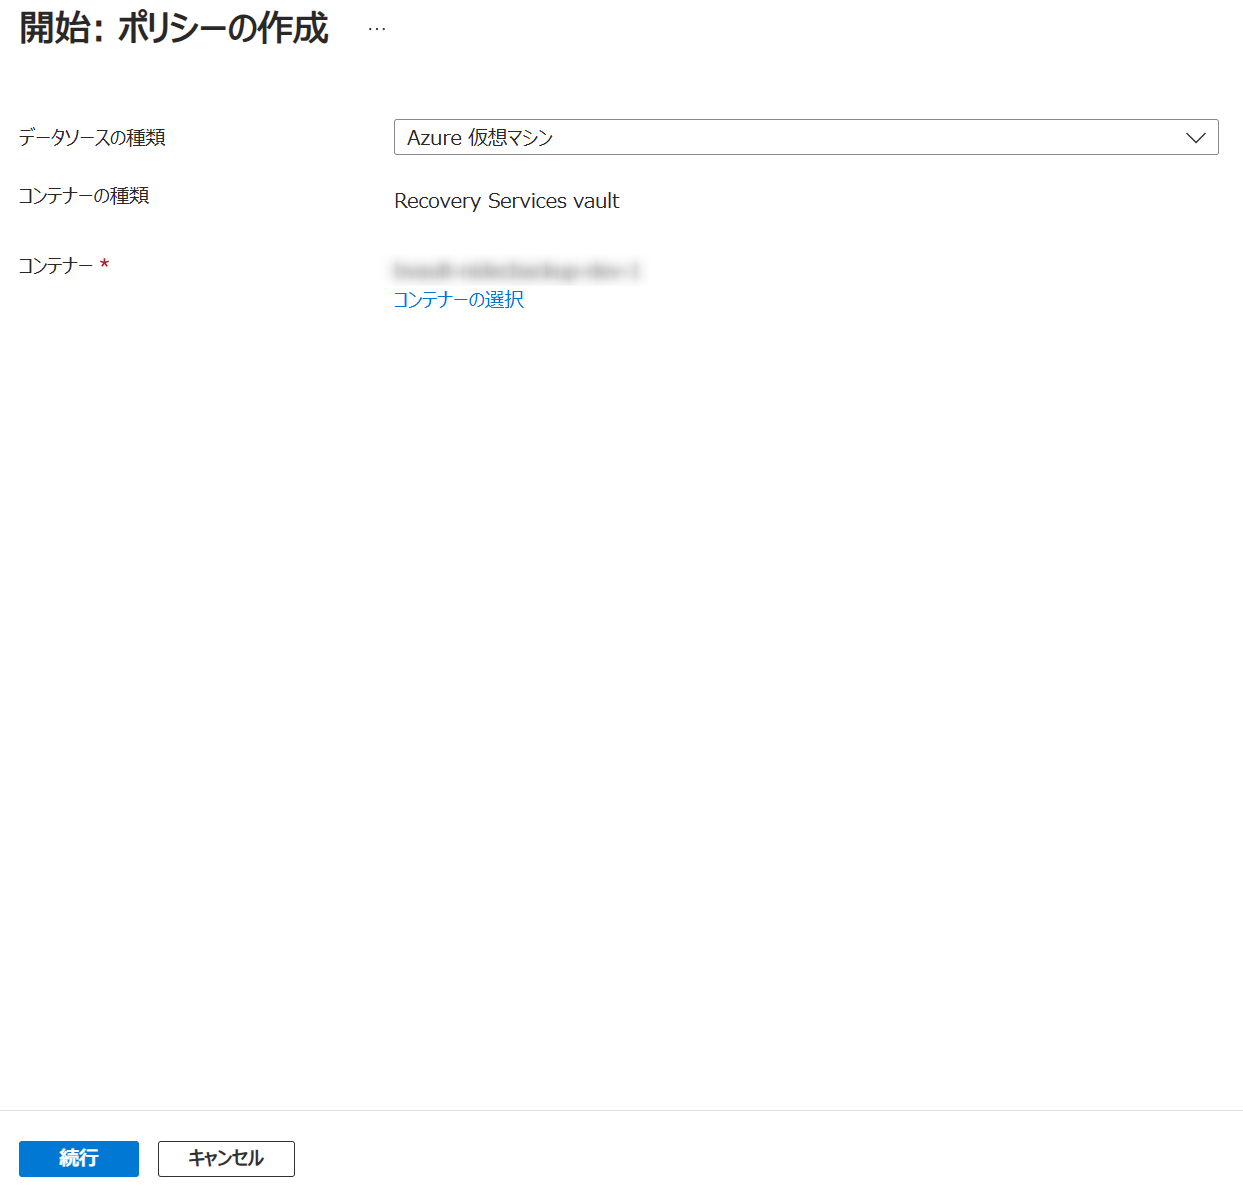 開始: ポリシーの作成 …
データソースの種類
Azure 仮想マシン
コンテナーの種類
Recovery Services vault
コンテナー *
コンテナーの選択
続行
キャンセル